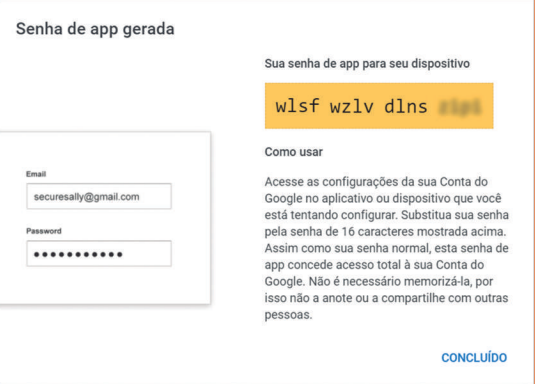 Senha de app gerada
Sua senha de app para seu dispositivo
wlsf wzlv dlns
Como usar
Acesse as configurações da sua Conta do
Google no aplicativo ou dispositivo que você
está tentando configurar. Substitua sua senha
pela senha de 16 caracteres mostrada acima.
Assim como sua senha normal, esta senha de
app concede acesso total à sua Conta do
Google. Não é necessário memorizá-la, por
isso não a anote ou a compartilhe com outras
pessoas.
Email
securesally@gmail.com
Password
CONCLUÍDO